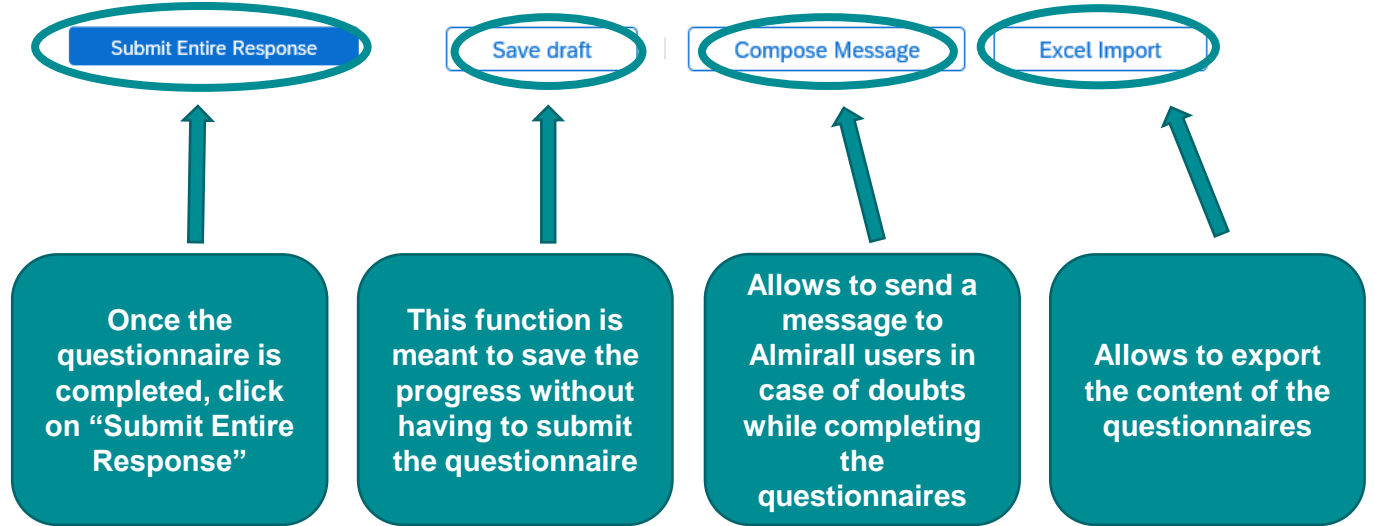 Submit Entire Response
Save draft
Compose Message
Excel Import
Once the
questionnaire is
completed, click
on “Submit Entire
Response”
This function is
meant to save the
progress without
having to submit
the questionnaire
Allows to send a
message to
Almirall users in
case of doubts
while completing
the
questionnaires
Allows to export
the content of the
questionnaires